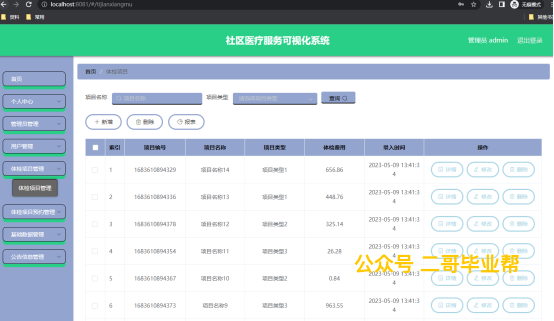 localhost:8081/#/tijianxiangmu
无痕模式
资料
常用
社区医疗服务可视化系统
管理员 admin
退出登录
首页
个人中心
管理员管理
用户管理
体检项目管理
体检项目管理
体检项目预约管理
基础数据管理
公告信息管理
首页 体检项目
项目名称 项目名称 项目类型 查询
+ 新增 删除 报表
索引 项目编号 项目名称 项目类型 体检费用 录入时间 操作
1 1683610894329 项目名称14 项目类型1 656.86 2023-05-09 13:41:34 详情 修改 删除
2 1683610894336 项目名称13 项目类型1 448.76 2023-05-09 13:41:34 详情 修改 删除
3 1683610894378 项目名称12 项目类型2 325.14 2023-05-09 13:41:34 详情 修改 删除
4 1683610894354 项目名称11 项目类型3 26.28 2023-05-09 13:41:34 详情 修改 删除
5 1683610894367 项目名称10 项目类型2 0.84 2023-05-09 13:41:34 详情 修改 删除
6 1683610894373 项目名称9 项目类型3 963.55 2023-05-09 13:41:34 详情 修改 删除
公众号 二哥毕业帮